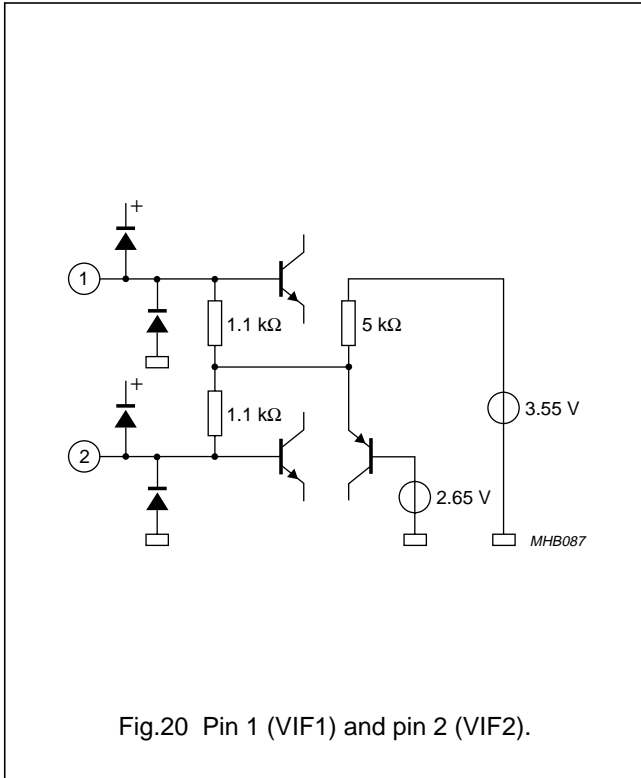 +
1
1.1 kΩ
5 kΩ
+
1.1 kΩ
3.55 V
2
2.65 V
MHB087
Fig.20 Pin 1 (VIF1) and pin 2 (VIF2).